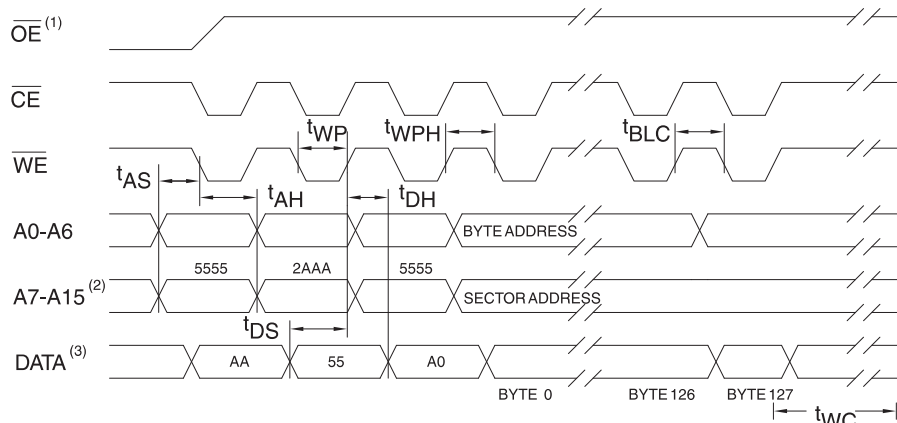 OE (1)
CE
tWP tWPH tBLC
WE
tAS tAH tDH
A0-A6 BYTE ADDRESS
5555 2AAA 5555
A7-A15 (2) SECTOR ADDRESS
tDS
DATA (3) AA 55 A0
BYTE 0 BYTE 126 BYTE 127
tWC